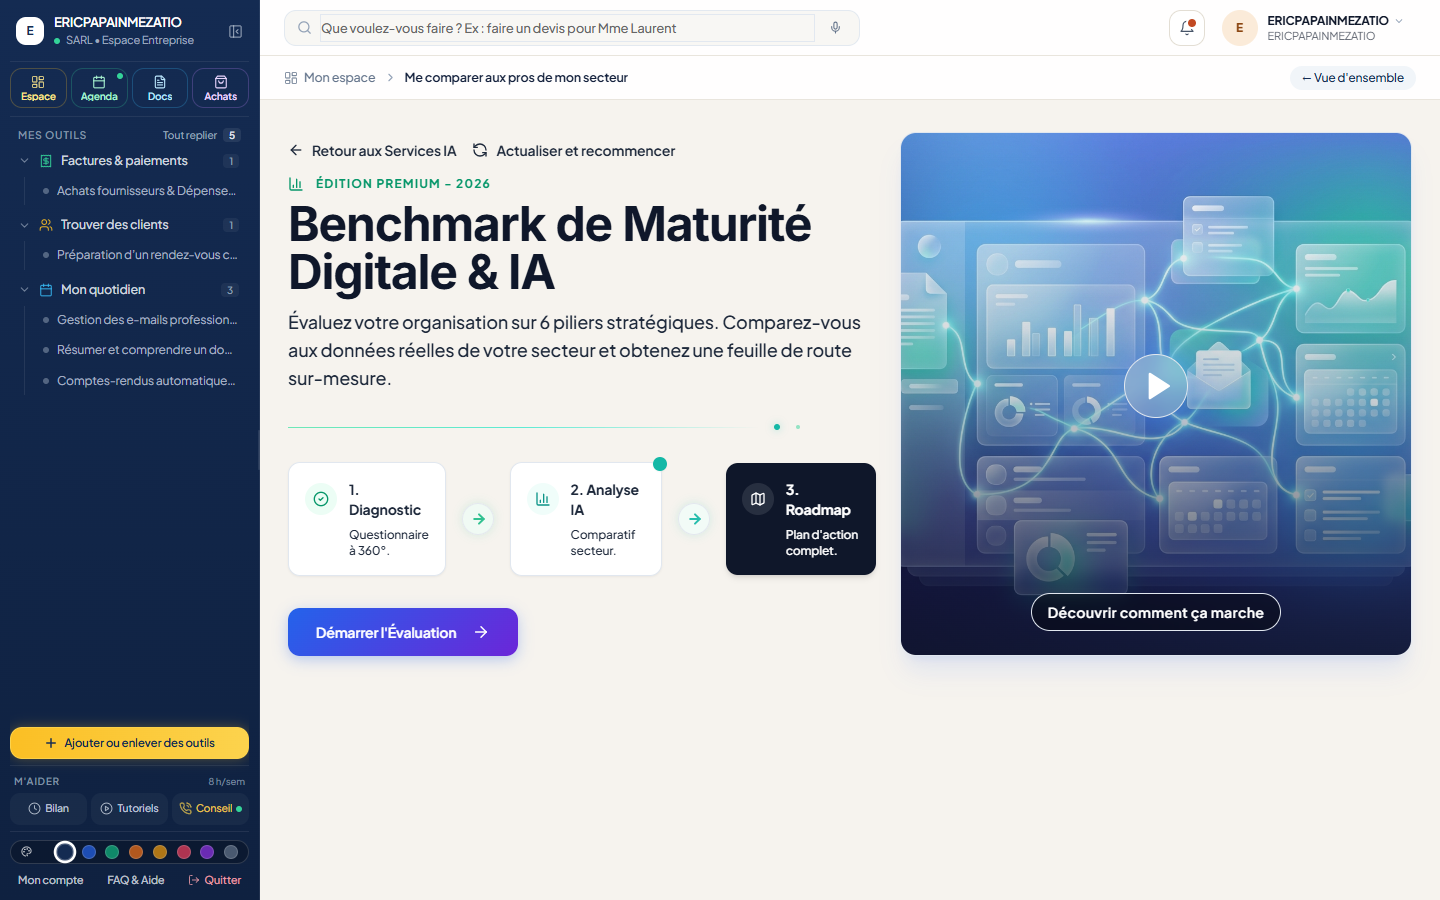 E
ERICPAPAINMEZATIO
SARL • Espace Entreprise
Espace
Agenda
Docs
Achats
MES OUTILS
Tout replier 5
Factures & paiements 1
Achats fournisseurs & Dépense...
Trouver des clients 1
Préparation d'un rendez-vous c...
Mon quotidien 3
Gestion des e-mails profession...
Résumer et comprendre un do...
Comptes-rendus automatique...
Ajouter ou enlever des outils
M'AIDER
8 h/sem
Bilan
Tutoriels
Conseil
Mon compte
FAQ & Aide
Quitter
Que voulez-vous faire ? Ex : faire un devis pour Mme Laurent
E
ERICPAPAINMEZATIO
ERICPAPAINMEZATIO
Mon espace
Me comparer aux pros de mon secteur
← Vue d'ensemble
Retour aux Services IA
Actualiser et recommencer
ÉDITION PREMIUM – 2026
Benchmark de Maturité
Digitale & IA
Évaluez votre organisation sur 6 piliers stratégiques. Comparez-vous
aux données réelles de votre secteur et obtenez une feuille de route
sur-mesure.
1.
Diagnostic
Questionnaire
à 360°.
2. Analyse
IA
Comparatif
secteur.
3.
Roadmap
Plan d'action
complet.
Démarrer l'Évaluation
Découvrir comment ça marche